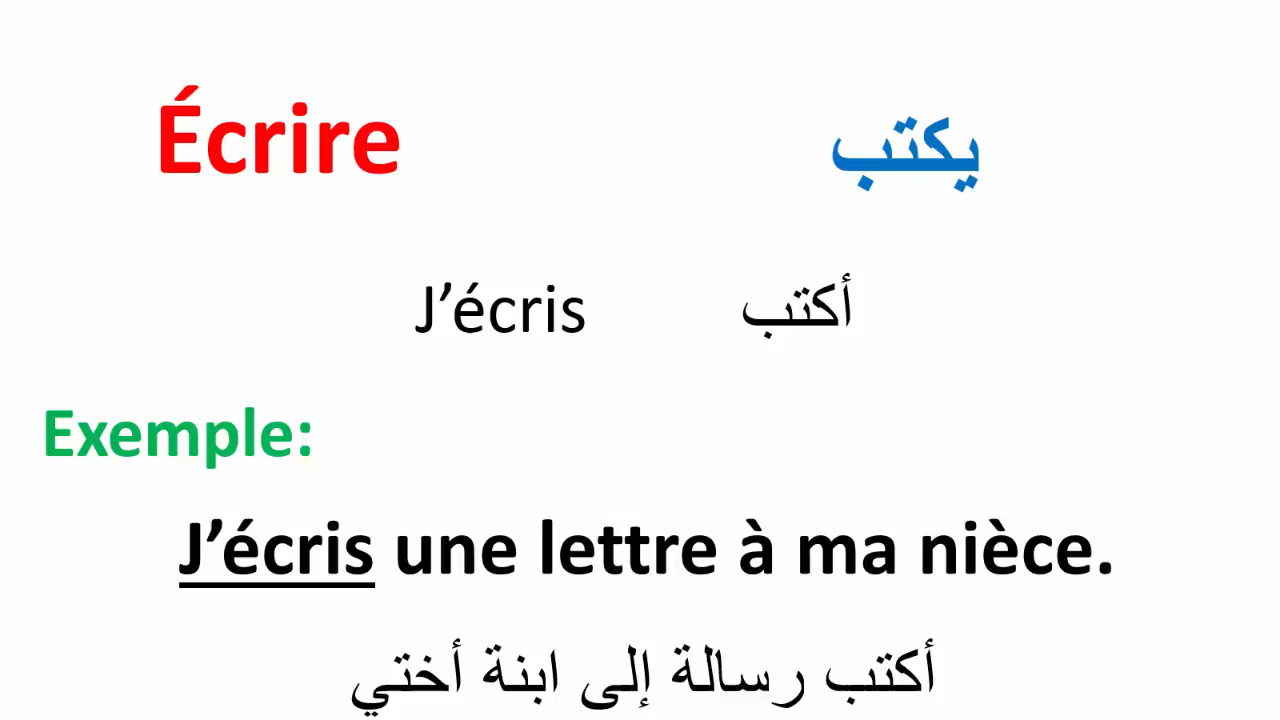 Écrire يكتب
J’écris أكتب
Exemple:
J’écris une lettre à ma nièce.
أكتب رسالة إلى ابنة أختي